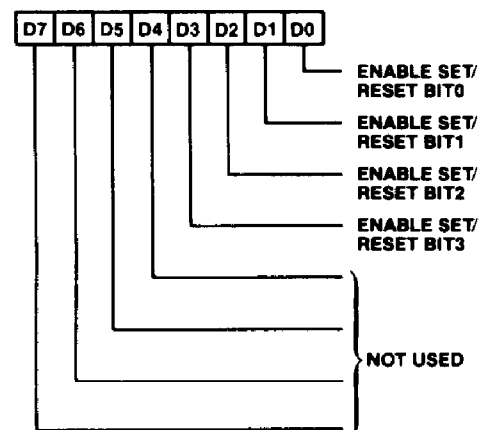 D7 D6 D5 D4 D3 D2 D1 D0
ENABLE SET/
RESET BIT0
ENABLE SET/
RESET BIT1
ENABLE SET/
RESET BIT2
ENABLE SET/
RESET BIT3
NOT USED